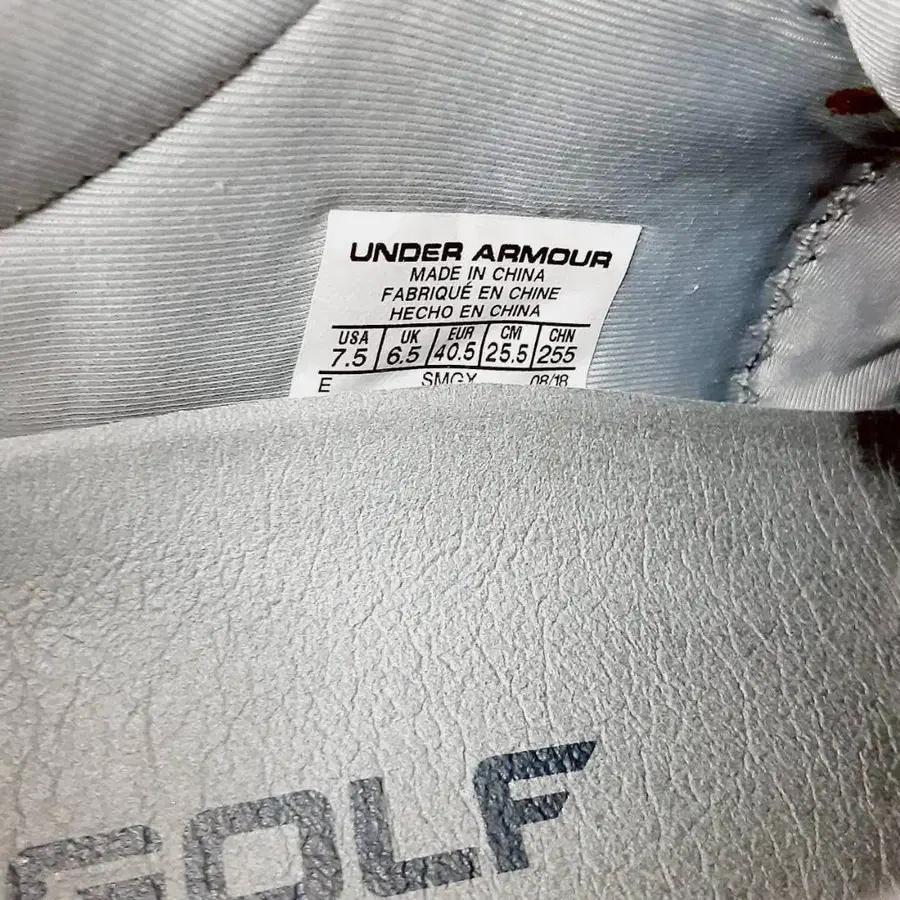 UNDER ARMOUR
MADE IN CHINA
FABRIQUÉ EN CHINE
HECHO EN CHINA
USA UK EUR CM CHN
7.5 6.5 40.5 25.5 255
E SMGX 08/18
GOLF